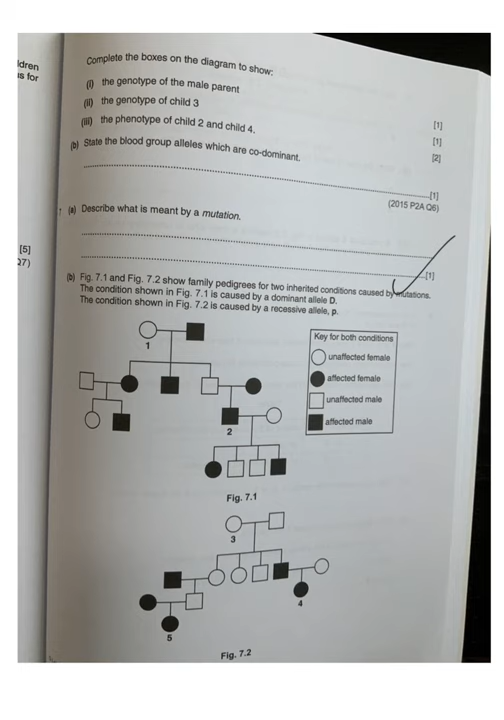 ldren
us for
Complete the boxes on the diagram to show:
(i) the genotype of the male parent
[1]
(ii) the genotype of child 3
[1]
(iii) the phenotype of child 2 and child 4.
[2]
(b) State the blood group alleles which are co-dominant.
[1]
(2015 P2A Q6)
(a) Describe what is meant by a mutation.
[5]
[1]
(b) Fig. 7.1 and Fig. 7.2 show family pedigrees for two inherited conditions caused by mutations.
The condition shown in Fig. 7.1 is caused by a dominant allele D.
The condition shown in Fig. 7.2 is caused by a recessive allele, p.
Key for both conditions
unaffected female
affected female
unaffected male
affected male
1
2
Fig. 7.1
3
4
5
Fig. 7.2